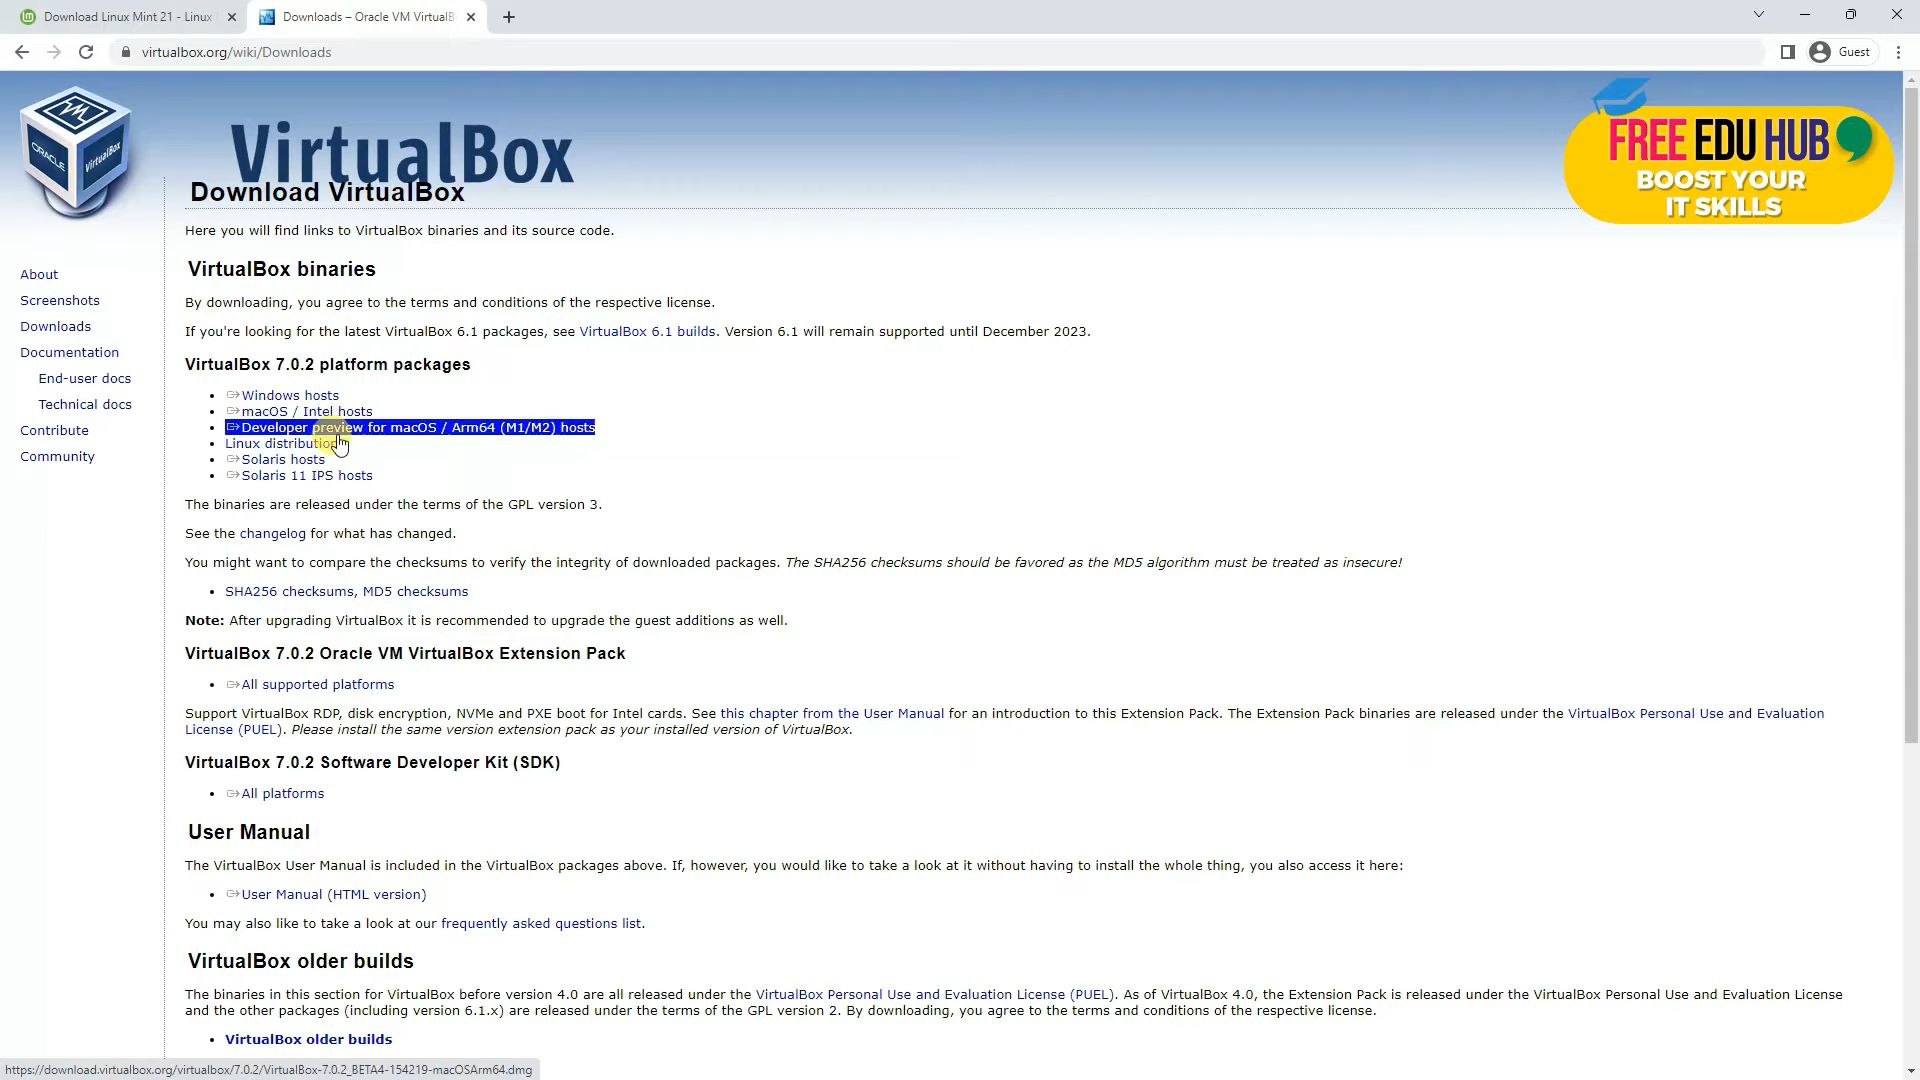 Download Linux Mint 21 - Linux
Downloads – Oracle VM VirtualB
virtualbox.org/wiki/Downloads
Guest
ORACLE
VirtualBox
VirtualBox
FREE EDU HUB
BOOST YOUR
IT SKILLS
Download VirtualBox
Here you will find links to VirtualBox binaries and its source code.
VirtualBox binaries
About
Screenshots
Downloads
Documentation
End-user docs
Technical docs
Contribute
Community
By downloading, you agree to the terms and conditions of the respective license.
If you're looking for the latest VirtualBox 6.1 packages, see VirtualBox 6.1 builds. Version 6.1 will remain supported until December 2023.
VirtualBox 7.0.2 platform packages
Windows hosts
macOS / Intel hosts
Developer preview for macOS / Arm64 (M1/M2) hosts
Linux distribution
Solaris hosts
Solaris 11 IPS hosts
The binaries are released under the terms of the GPL version 3.
See the changelog for what has changed.
You might want to compare the checksums to verify the integrity of downloaded packages. The SHA256 checksums should be favored as the MD5 algorithm must be treated as insecure!
SHA256 checksums, MD5 checksums
Note: After upgrading VirtualBox it is recommended to upgrade the guest additions as well.
VirtualBox 7.0.2 Oracle VM VirtualBox Extension Pack
All supported platforms
Support VirtualBox RDP, disk encryption, NVMe and PXE boot for Intel cards. See this chapter from the User Manual for an introduction to this Extension Pack. The Extension Pack binaries are released under the VirtualBox Personal Use and Evaluation
License (PUEL). Please install the same version extension pack as your installed version of VirtualBox.
VirtualBox 7.0.2 Software Developer Kit (SDK)
All platforms
User Manual
The VirtualBox User Manual is included in the VirtualBox packages above. If, however, you would like to take a look at it without having to install the whole thing, you also access it here:
User Manual (HTML version)
You may also like to take a look at our frequently asked questions list.
VirtualBox older builds
The binaries in this section for VirtualBox before version 4.0 are all released under the VirtualBox Personal Use and Evaluation License (PUEL). As of VirtualBox 4.0, the Extension Pack is released under the VirtualBox Personal Use and Evaluation License
and the other packages (including version 6.1.x) are released under the terms of the GPL version 2. By downloading, you agree to the terms and conditions of the respective license.
VirtualBox older builds
https://download.virtualbox.org/virtualbox/7.0.2/VirtualBox-7.0.2_BETA4-154219-macOSArm64.dmg